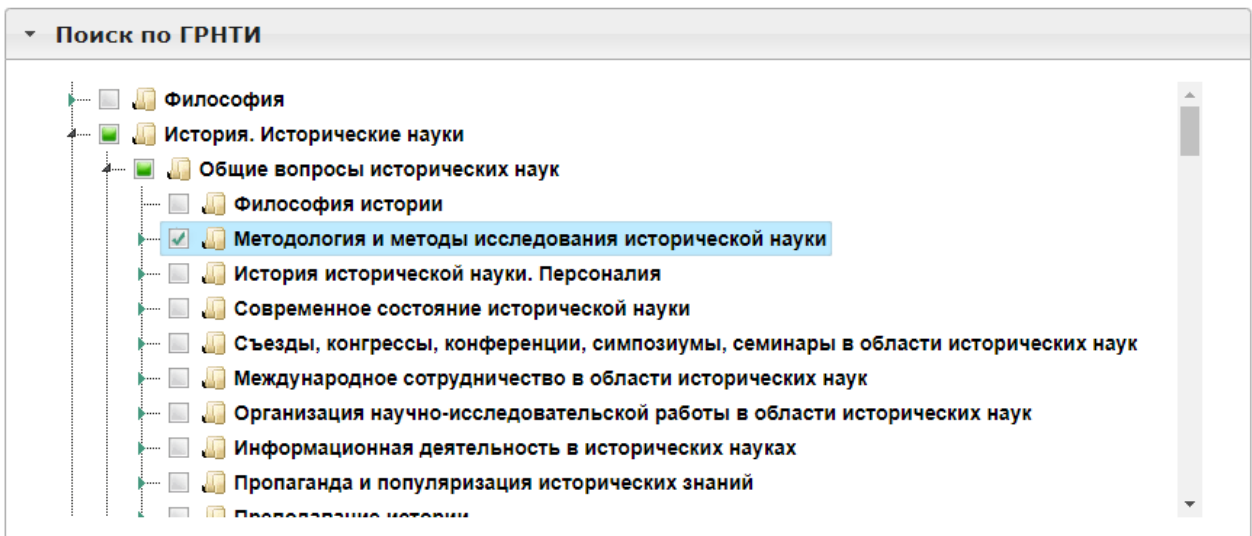 Поиск по ГРНТИ
Философия
История. Исторические науки
Общие вопросы исторических наук
Философия истории
Методология и методы исследования исторической науки
История исторической науки. Персоналия
Современное состояние исторической науки
Съезды, конгрессы, конференции, симпозиумы, семинары в области исторических наук
Международное сотрудничество в области исторических наук
Организация научно-исследовательской работы в области исторических наук
Информационная деятельность в исторических науках
Пропаганда и популяризация исторических знаний
Преподавание истории